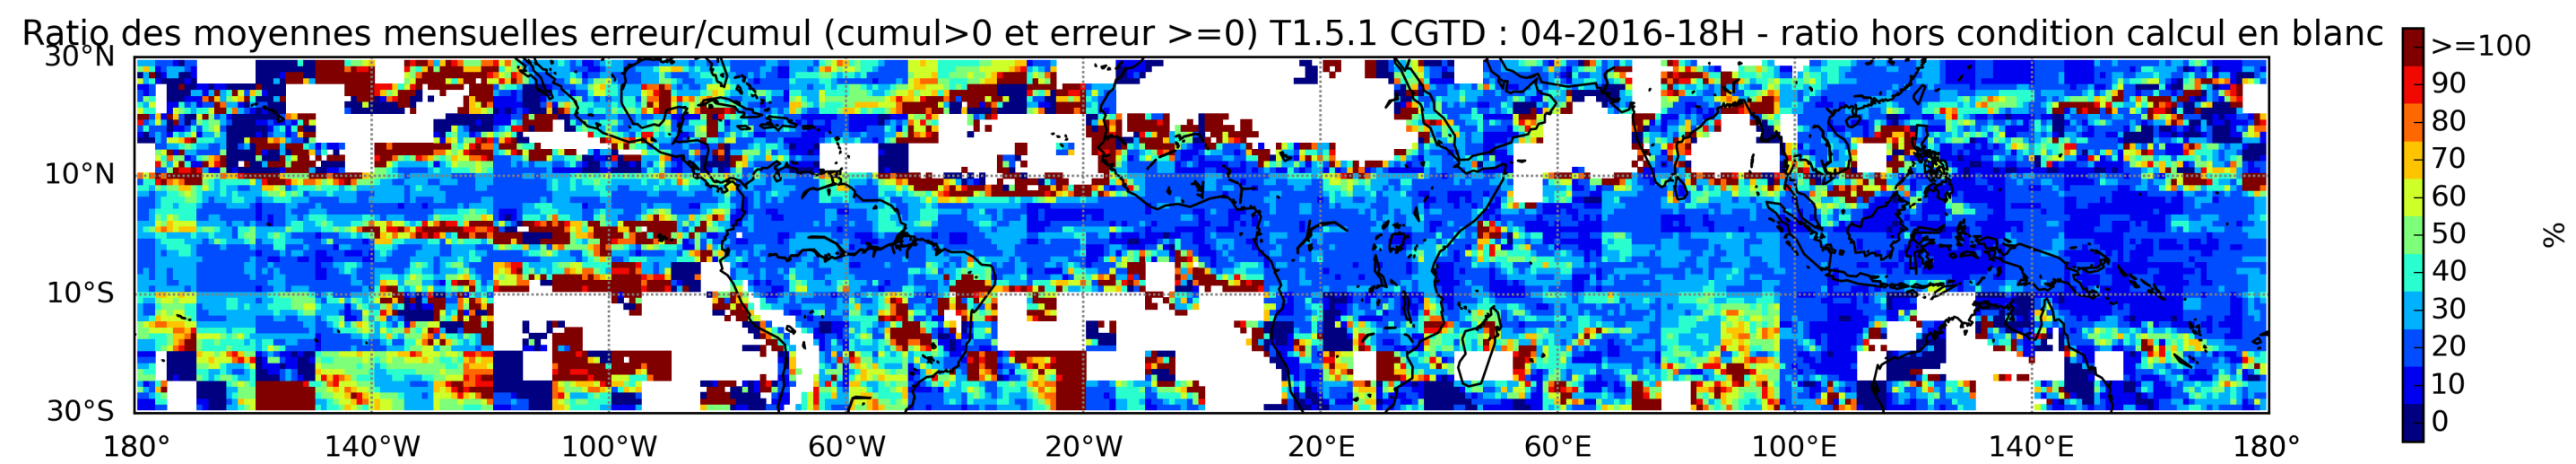 Ratio des moyennes mensuelles erreur/cumul (cumul>0 et erreur >=0) T1.5.1 CGTD : 04-2016-18H - ratio hors condition calcul en blanc
30°N
10°N
10°S
30°S
180°
140°W
100°W
60°W
20°W
20°E
60°E
100°E
140°E
180°
>=100
90
80
70
60
50
40
30
20
10
0
%